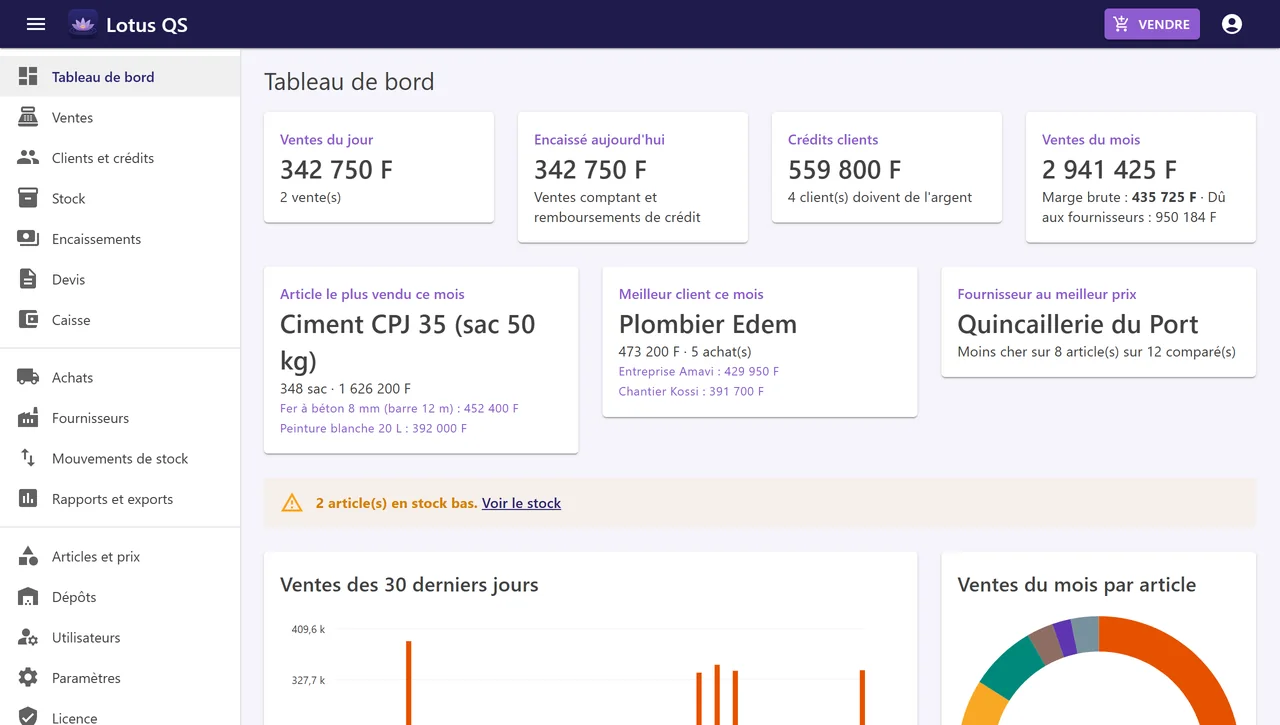 Lotus QS
VENDRE
Tableau de bord
Ventes
Clients et crédits
Stock
Encaissements
Devis
Caisse
Achats
Fournisseurs
Mouvements de stock
Rapports et exports
Articles et prix
Dépôts
Utilisateurs
Paramètres
Licence
Tableau de bord
Ventes du jour
342 750 F
2 vente(s)
Encaissé aujourd'hui
342 750 F
Ventes comptant et
remboursements de crédit
Crédits clients
559 800 F
4 client(s) doivent de l'argent
Ventes du mois
2 941 425 F
Marge brute : 435 725 F · Dû
aux fournisseurs : 950 184 F
Article le plus vendu ce mois
Ciment CPJ 35 (sac 50
kg)
348 sac · 1 626 200 F
Fer à béton 8 mm (barre 12 m) : 452 400 F
Peinture blanche 20 L : 392 000 F
Meilleur client ce mois
Plombier Edem
473 200 F · 5 achat(s)
Entreprise Amavi : 429 950 F
Chantier Kossi : 391 700 F
Fournisseur au meilleur prix
Quincaillerie du Port
Moins cher sur 8 article(s) sur 12 comparé(s)
2 article(s) en stock bas. Voir le stock
Ventes des 30 derniers jours
409,6 k
327,7 k
Ventes du mois par article